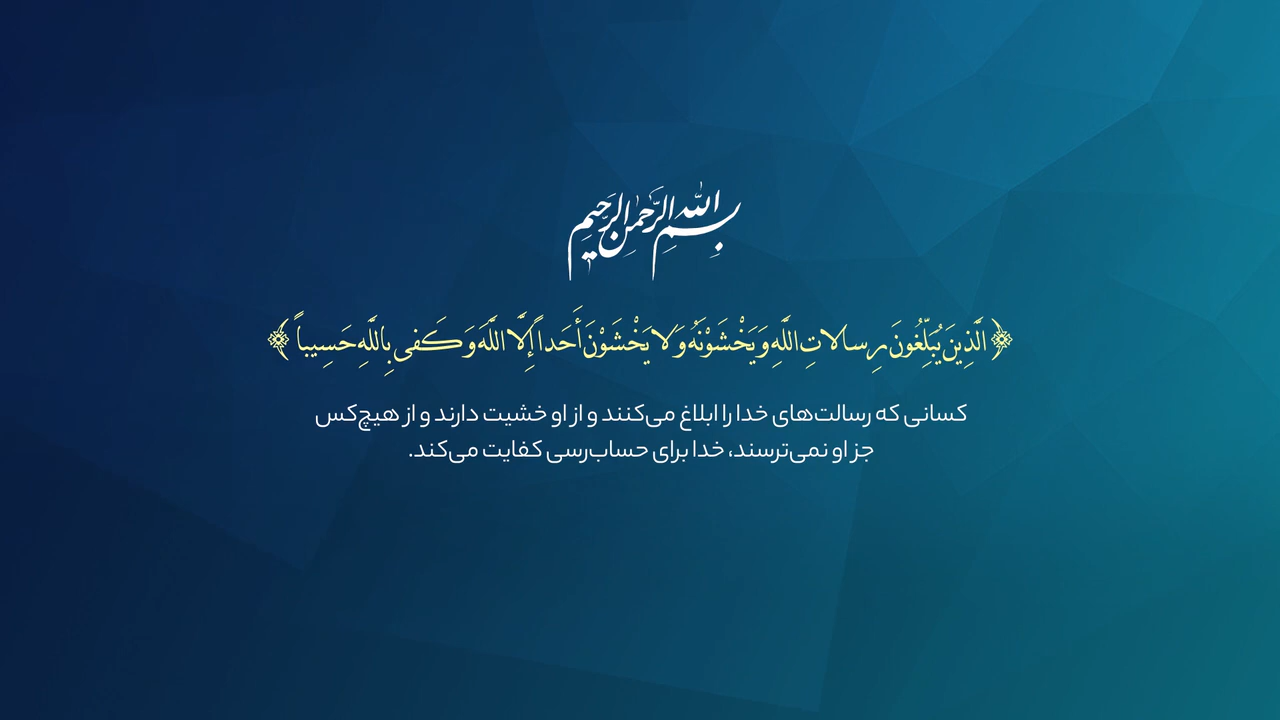 بسم الله الرحمن الرحیم
﴿الَّذِینَ یُبَلِّغُونَ رِسالاتِ اللَّهِ وَ یَخْشَوْنَهُ وَ لا یَخْشَوْنَ أَحَداً إِلَّا اللَّهَ وَ کَفی بِاللَّهِ حَسِیباً﴾
کسانی که رسالت‌های خدا را ابلاغ می‌کنند و از او خشیت دارند و از هیچ‌کس
جز او نمی‌ترسند، خدا برای حساب‌رسی کفایت می‌کند.